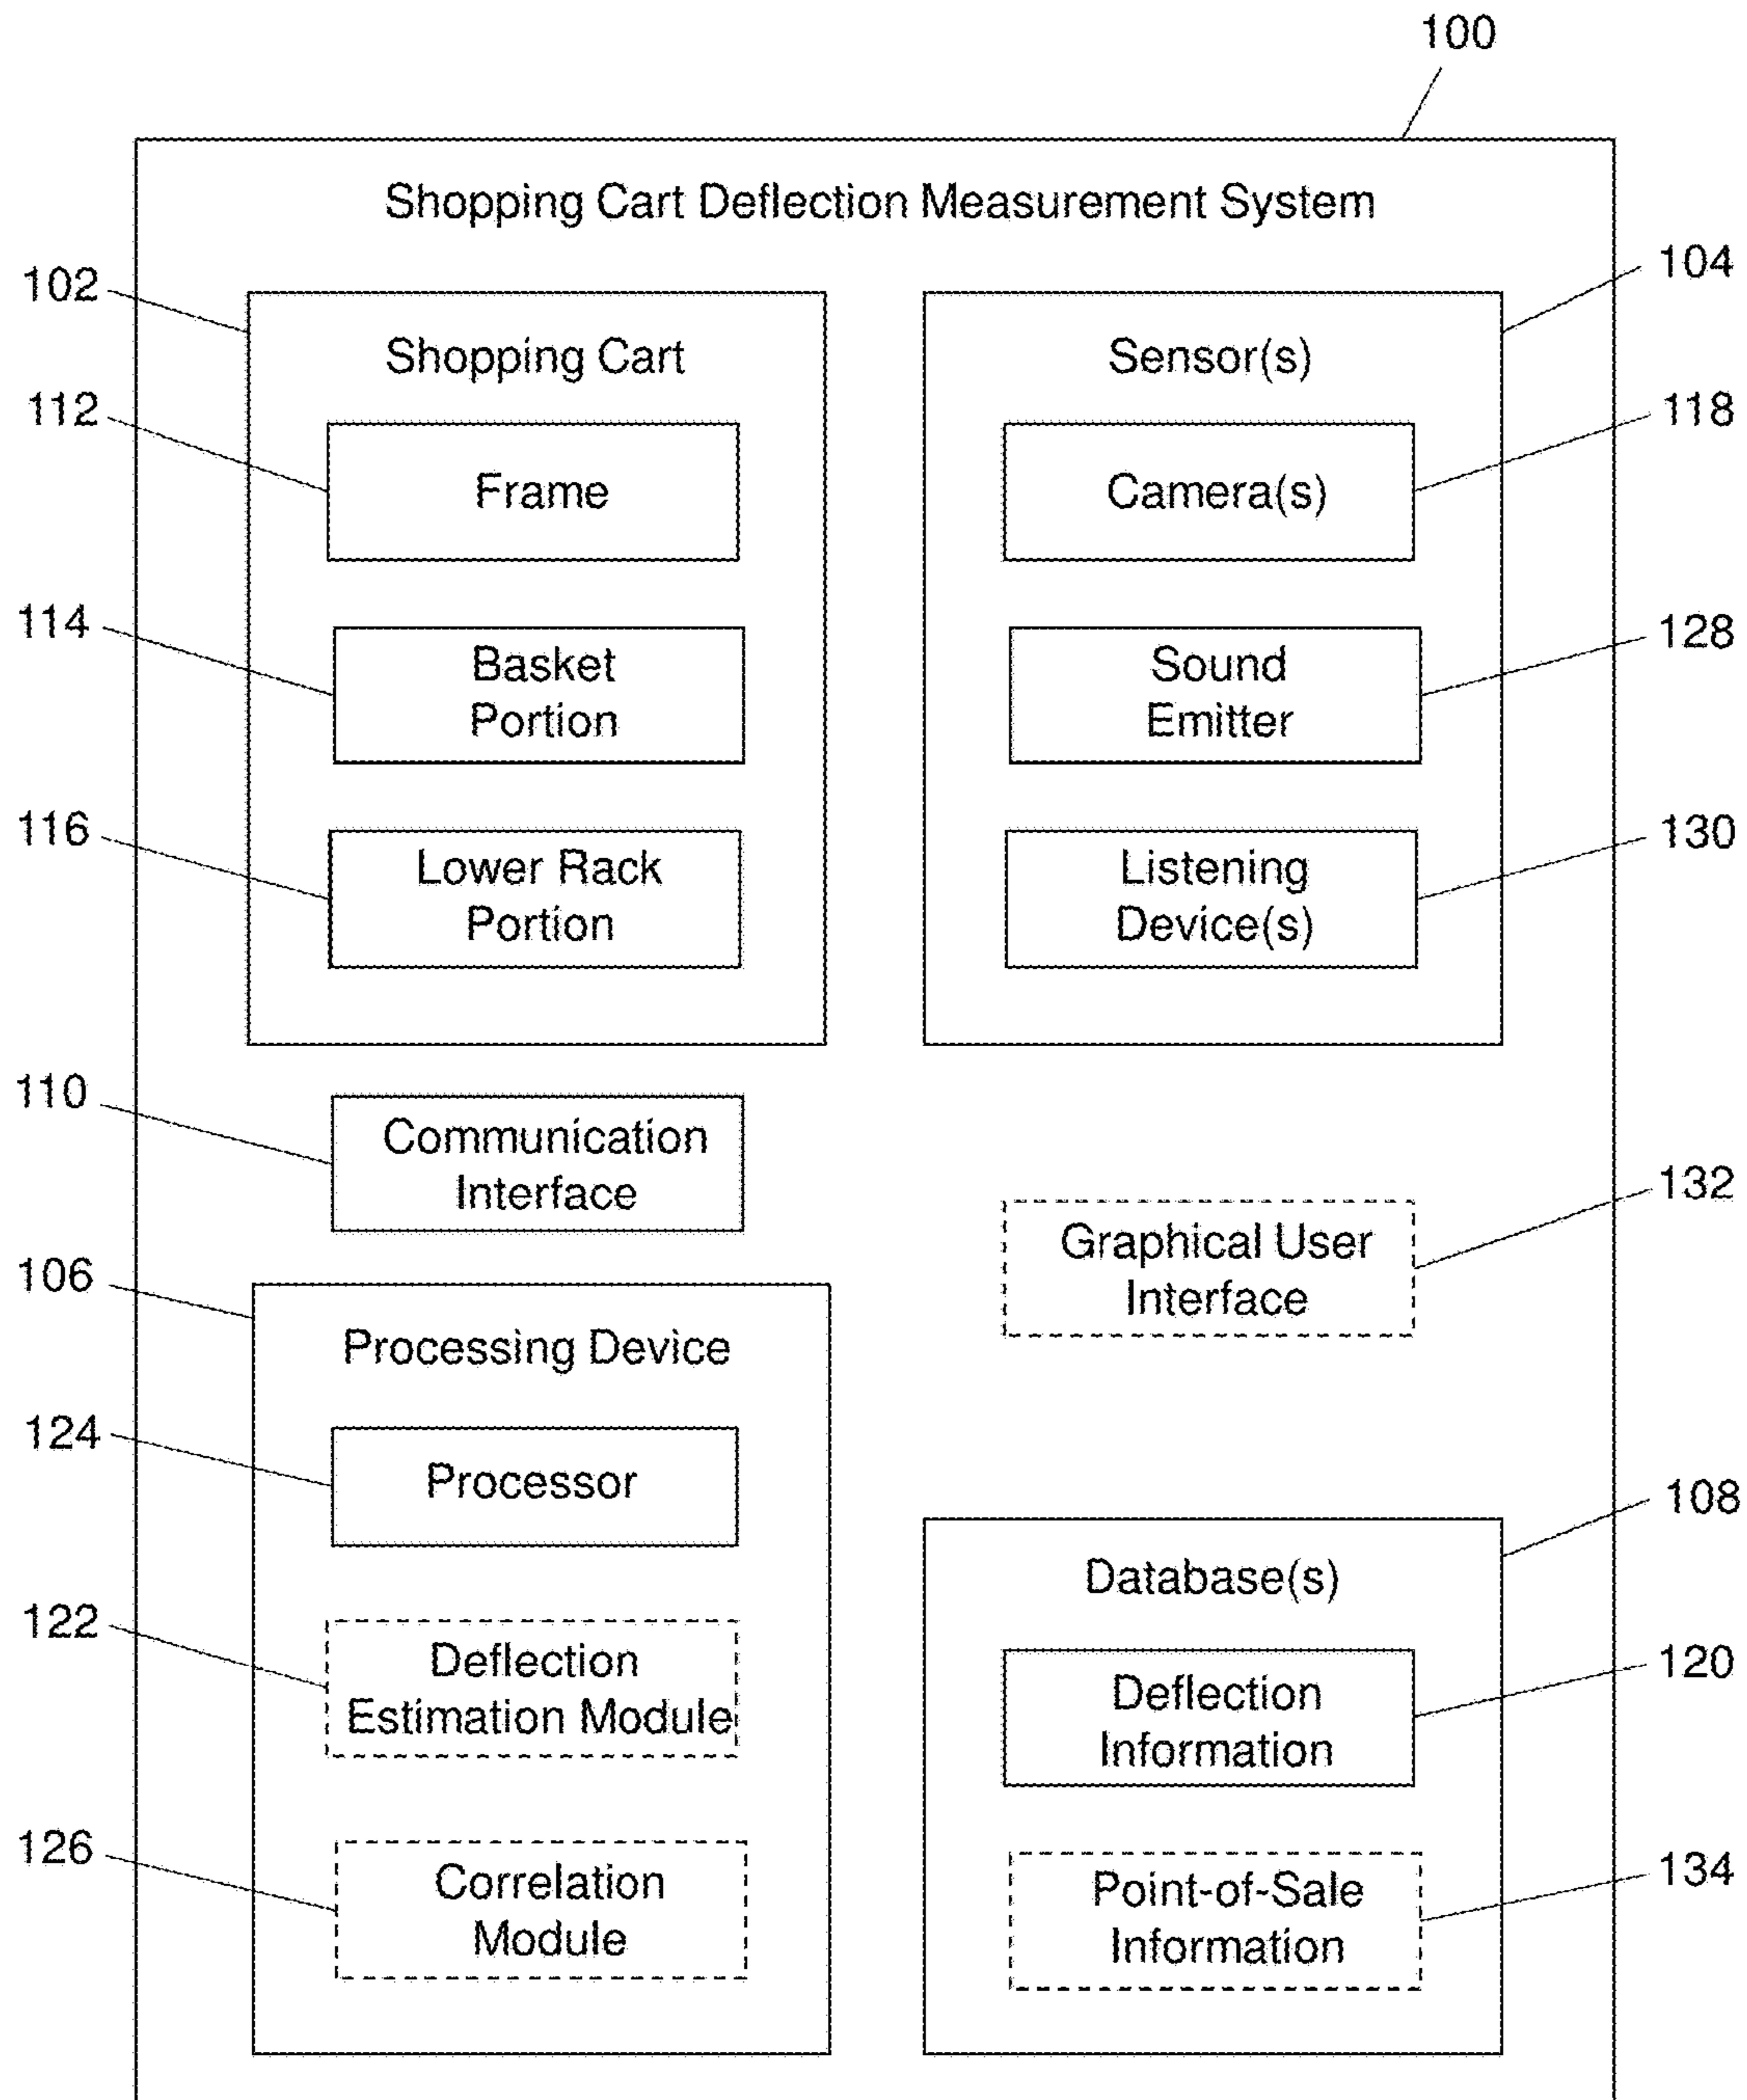 100
Shopping Cart Deflection Measurement System
102
104
Shopping Cart
Sensor(s)
112
118
Frame
Camera(s)
114
128
Basket
Portion
Sound
Emitter
116
130
Lower Rack
Portion
Listening
Device(s)
110
Communication
Interface
132
Graphical User
Interface
106
Processing Device
124
Processor
108
Database(s)
122
Deflection
Estimation Module
120
Deflection
Information
126
Correlation
Module
134
Point-of-Sale
Information